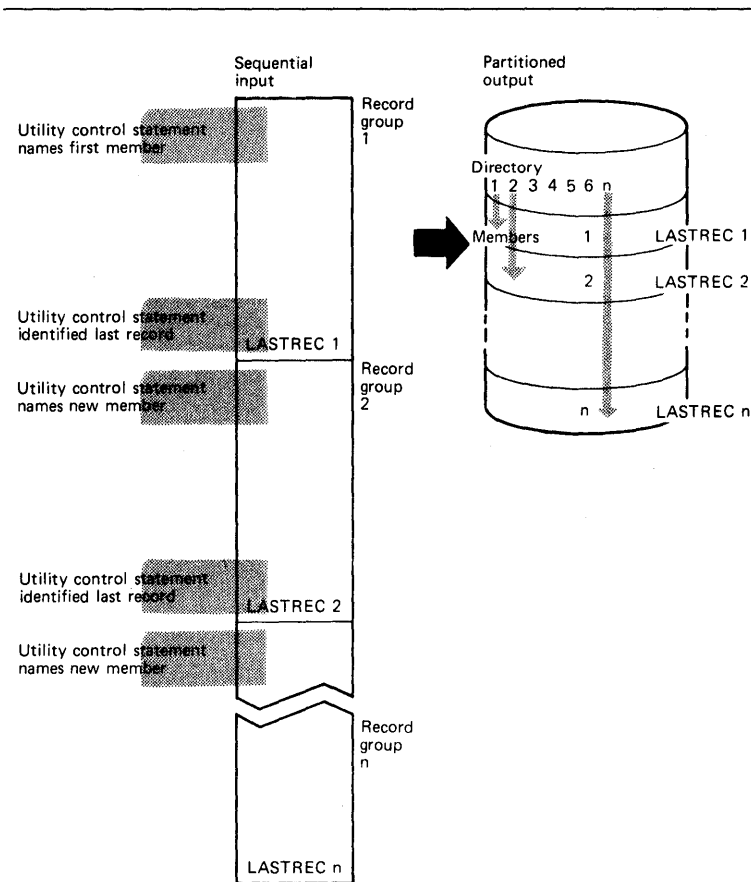 Sequential
input
Partitioned
output
Utility control statement
names first member
Record
group
1
Directory
1 2 3 4 5 6 n
Members
1
LASTREC 1
2
LASTREC 2
n
LASTREC n
Utility control statement
identified last record
LASTREC 1
Utility control statement
names new member
Record
group
2
Utility control statement
identified last record
LASTREC 2
Utility control statement
names new member
Record
group
n
LASTREC n